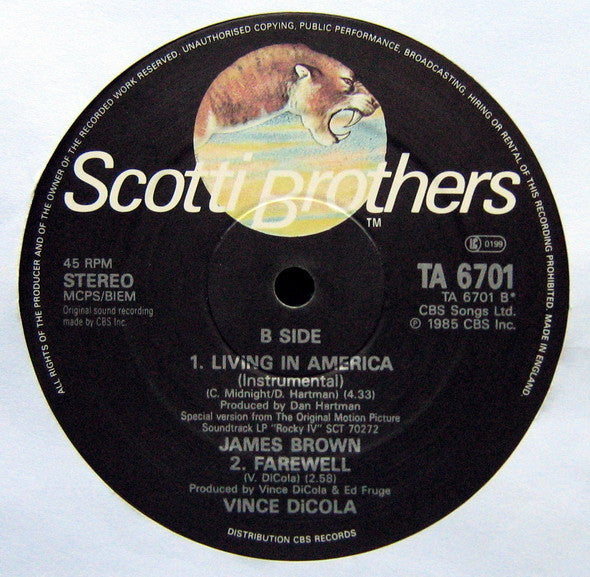 ALL RIGHTS OF THE PRODUCER AND OF THE OWNER OF THE RECORDED WORK RESERVED. UNAUTHORISED COPYING, PUBLIC PERFORMANCE, BROADCASTING, HIRING OR RENTAL OF THIS RECORDING PROHIBITED. MADE IN ENGLAND.
Scotti Brothers
TM
LC 0199
45 RPM
STEREO
MCPS/BIEM
Original sound recording
made by CBS Inc.
TA 6701
TA 6701 B*
CBS Songs Ltd.
℗ 1985 CBS Inc.
B SIDE
1. LIVING IN AMERICA
(Instrumental)
(C. Midnight/D. Hartman) (4.33)
Produced by Dan Hartman
Special version from The Original Motion Picture
Soundtrack LP "Rocky IV" SCT 70272
JAMES BROWN
2. FAREWELL
(V. DiCola) (2.58)
Produced by Vince DiCola & Ed Fruge
VINCE DiCOLA
DISTRIBUTION CBS RECORDS